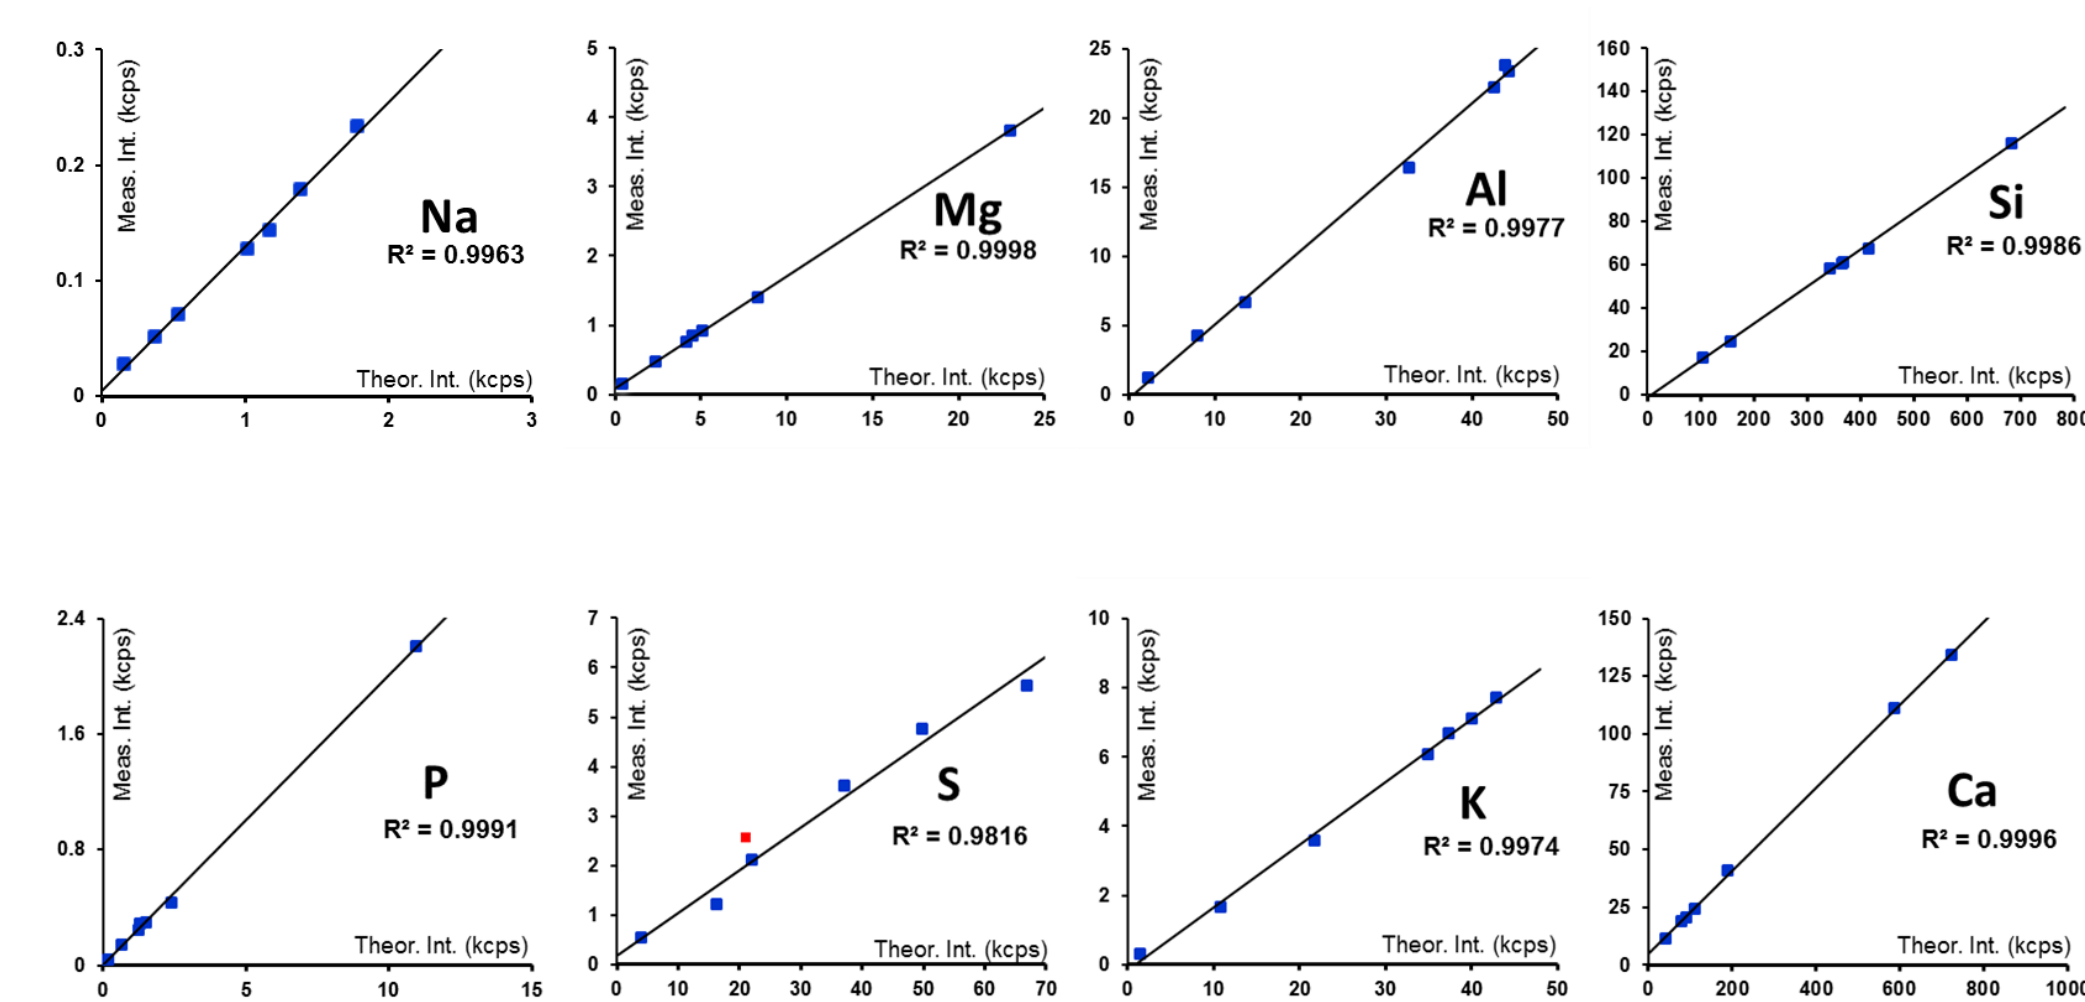 0.3
0.2
0.1
0
Meas. Int. (kcps)
Na
R² = 0.9963
Theor. Int. (kcps)
0 1 2 3
5
4
3
2
1
0
Meas. Int. (kcps)
Mg
R² = 0.9998
Theor. Int. (kcps)
0 5 10 15 20 25
25
20
15
10
5
0
Meas. Int. (kcps)
Al
R² = 0.9977
Theor. Int. (kcps)
0 10 20 30 40 50
160
140
120
100
80
60
40
20
0
Meas. Int. (kcps)
Si
R² = 0.9986
Theor. Int. (kcps)
0 100 200 300 400 500 600 700 800
2.4
1.6
0.8
0
Meas. Int. (kcps)
P
R² = 0.9991
Theor. Int. (kcps)
0 5 10 15
7
6
5
4
3
2
1
0
Meas. Int. (kcps)
S
R² = 0.9816
Theor. Int. (kcps)
0 10 20 30 40 50 60 70
10
8
6
4
2
0
Meas. Int. (kcps)
K
R² = 0.9974
Theor. Int. (kcps)
0 10 20 30 40 50
150
125
100
75
50
25
0
Meas. Int. (kcps)
Ca
R² = 0.9996
Theor. Int. (kcps)
0 200 400 600 800 1000